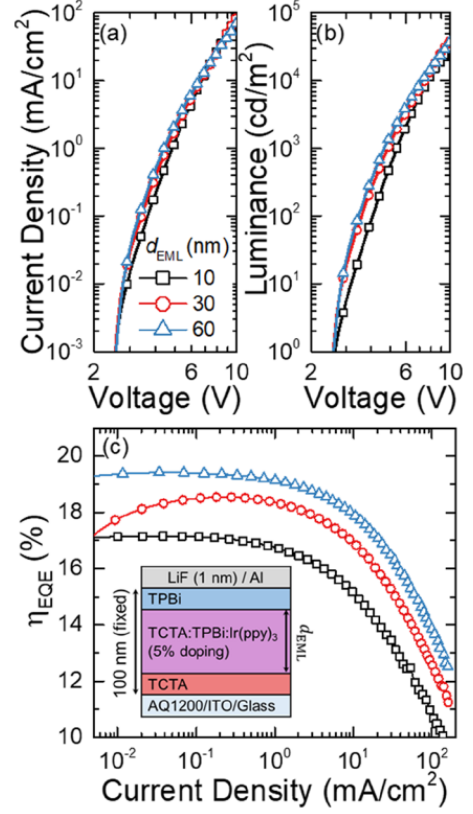 (a)
Current Density (mA/cm²)
10²
10¹
10⁰
10⁻¹
10⁻²
10⁻³
d_EML (nm)
10
30
60
2
6
10
Voltage (V)
(b)
Luminance (cd/m²)
10⁵
10⁴
10³
10²
10¹
10⁰
2
6
10
Voltage (V)
(c)
η_EQE (%)
20
18
16
14
12
10
LiF (1 nm) / Al
TPBi
TCTA:TPBi:Ir(ppy)₃
(5% doping)
TCTA
AQ1200/ITO/Glass
100 nm (fixed)
d_EML
10⁻²
10⁻¹
10⁰
10¹
10²
Current Density (mA/cm²)